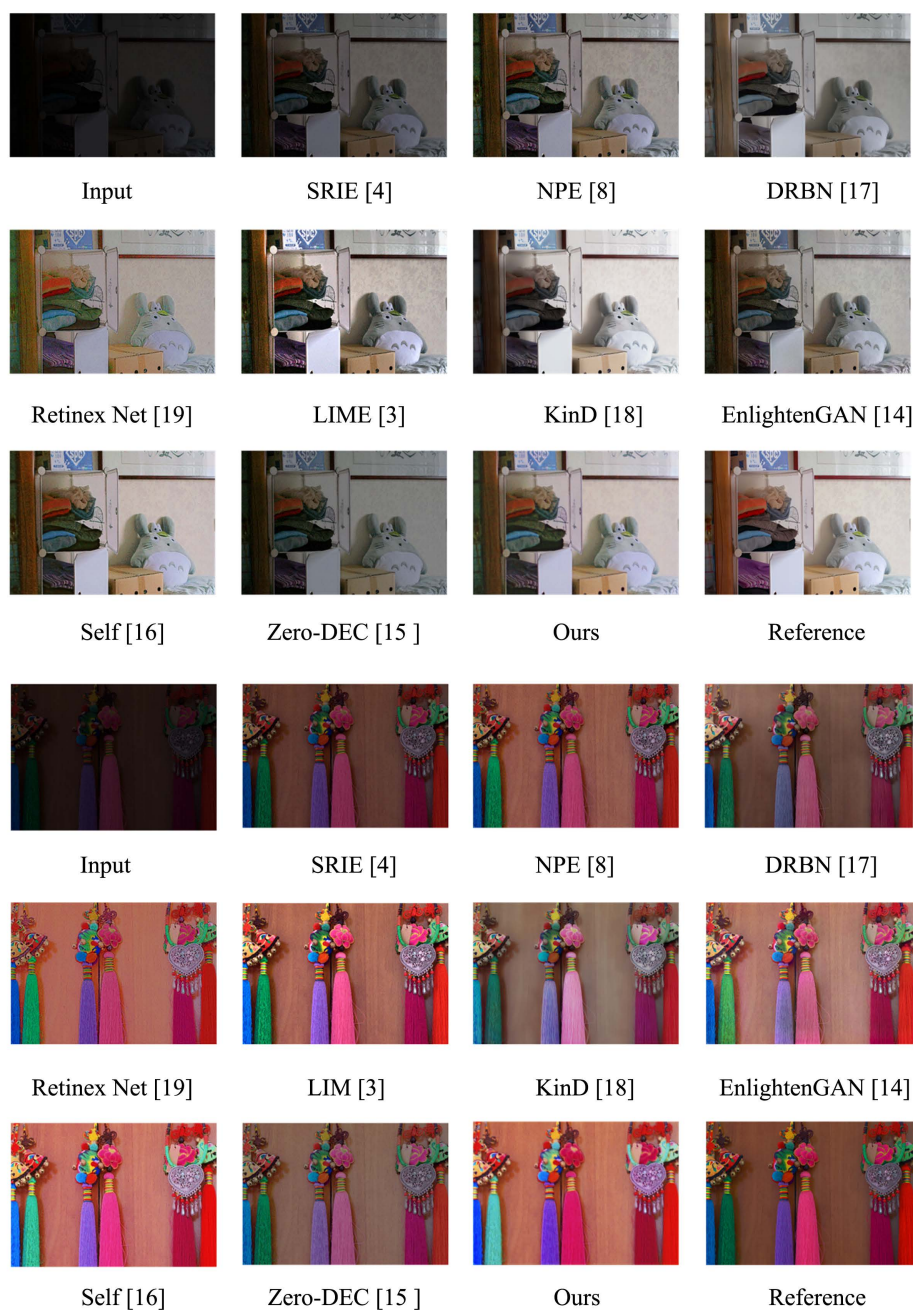 Input SRIE [4] NPE [8] DRBN [17]
Retinex Net [19] LIME [3] KinD [18] EnlightenGAN [14]
Self [16] Zero-DEC [15 ] Ours Reference
Input SRIE [4] NPE [8] DRBN [17]
Retinex Net [19] LIM [3] KinD [18] EnlightenGAN [14]
Self [16] Zero-DEC [15 ] Ours Reference